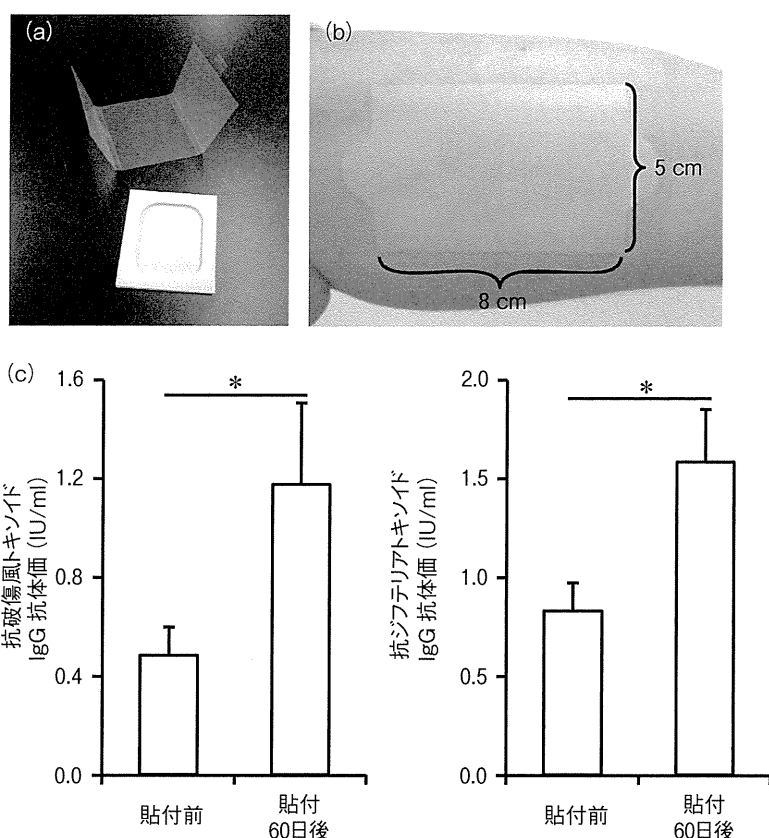 (a)
(b)
5 cm
8 cm
(c)
抗破傷風トキソイド
IgG 抗体価 (IU/ml)
1.6
1.2
0.8
0.4
0.0
*
貼付前
貼付
60日後
抗ジフテリアトキソイド
IgG 抗体価 (IU/ml)
2.0
1.5
1.0
0.5
0.0
*
貼付前
貼付
60日後